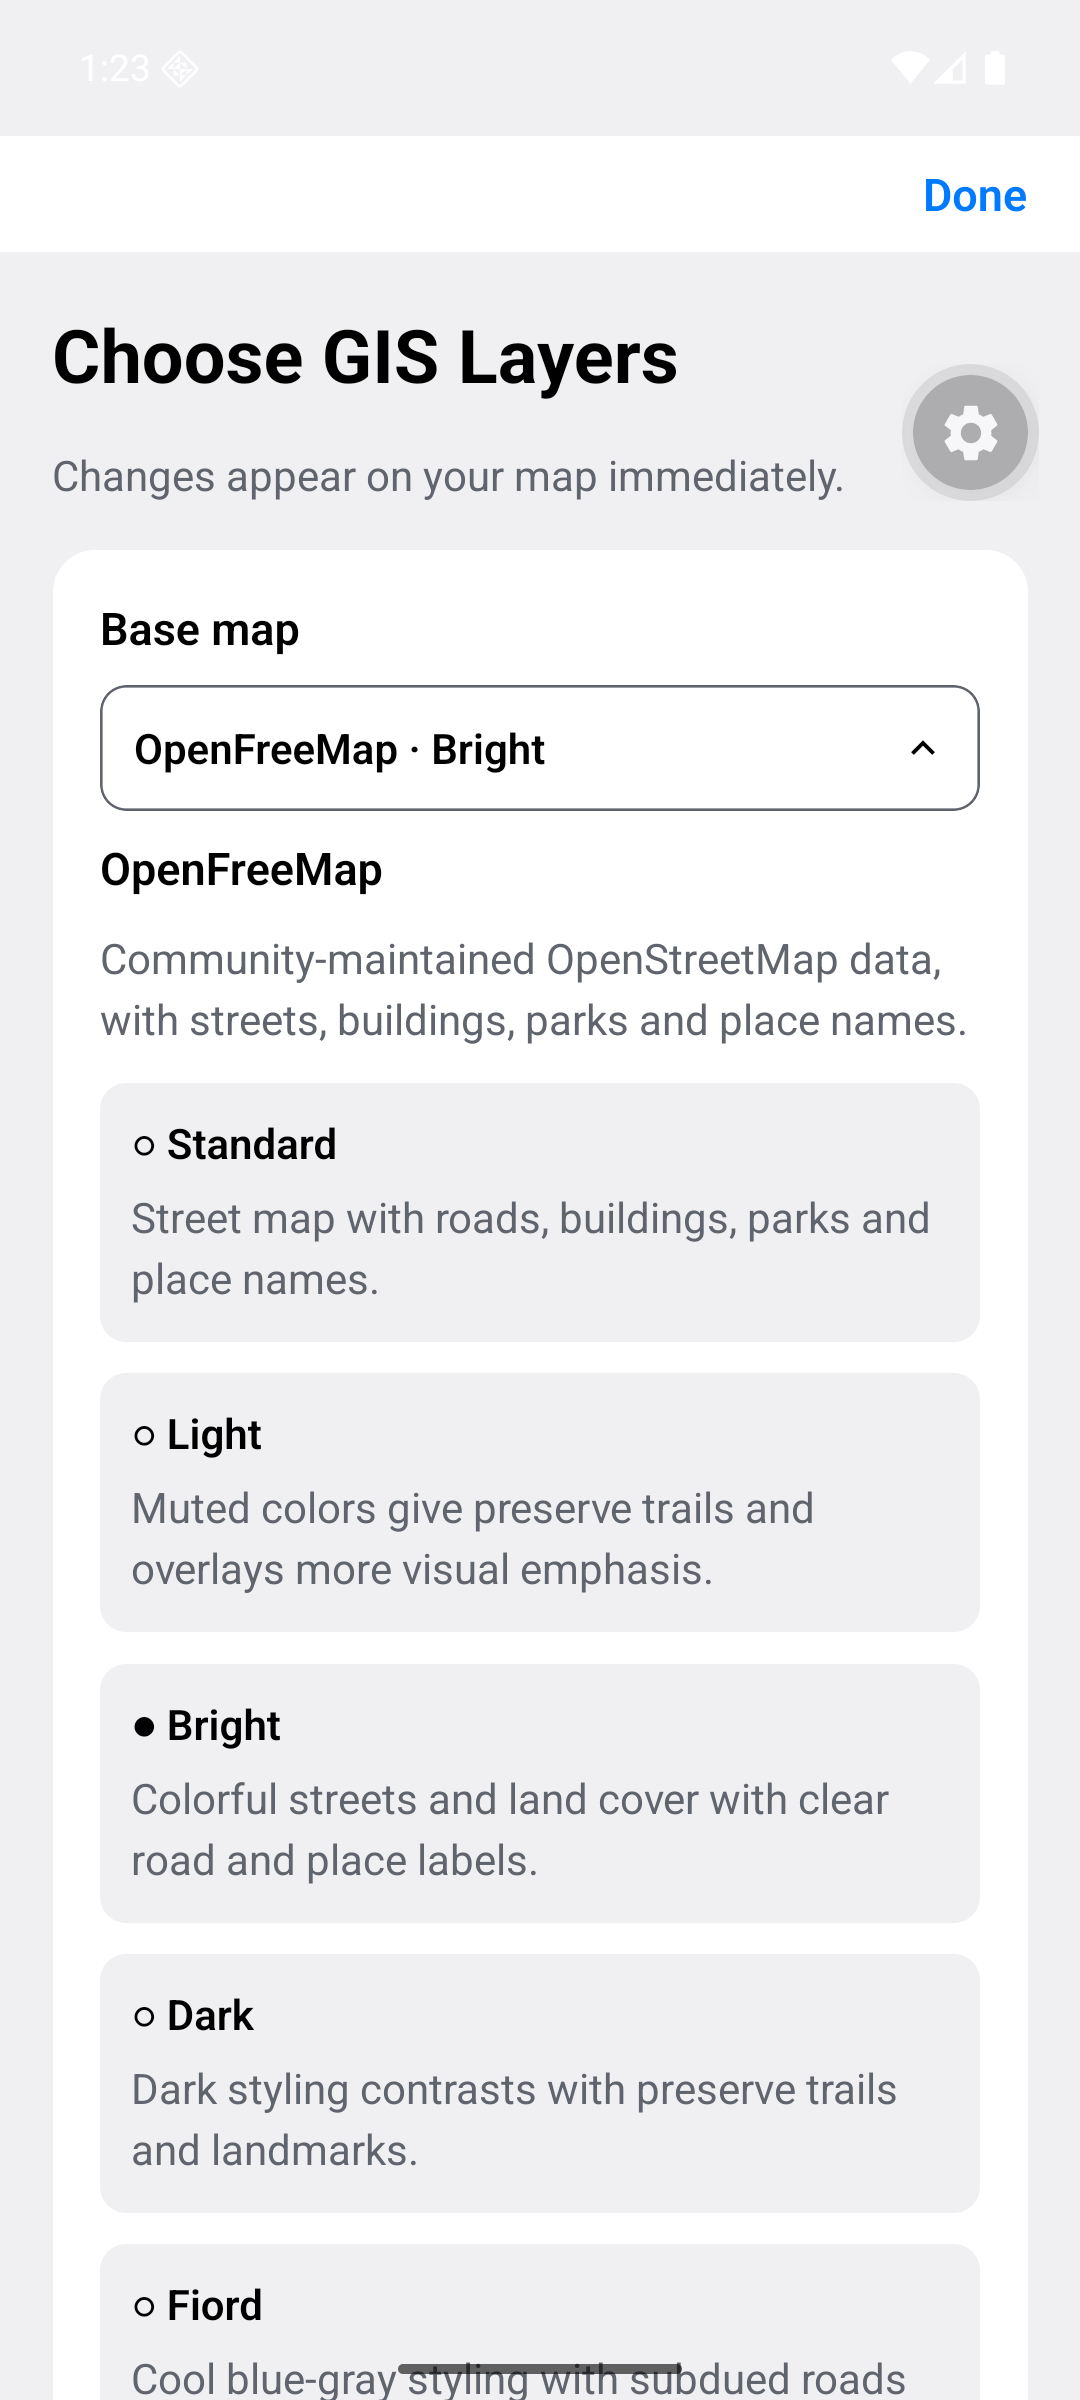 1:23
Done
Choose GIS Layers
Changes appear on your map immediately.
Base map
OpenFreeMap · Bright
OpenFreeMap
Community-maintained OpenStreetMap data,
with streets, buildings, parks and place names.
Standard
Street map with roads, buildings, parks and
place names.
Light
Muted colors give preserve trails and
overlays more visual emphasis.
Bright
Colorful streets and land cover with clear
road and place labels.
Dark
Dark styling contrasts with preserve trails
and landmarks.
Fiord
Cool blue-gray styling with subdued roads